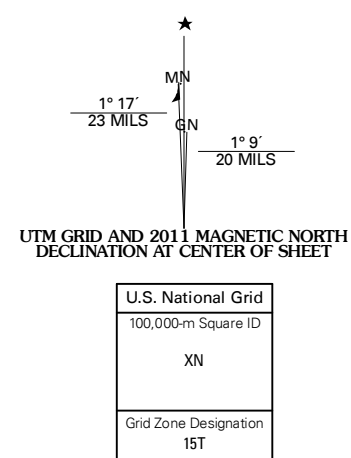 ★
MN
1° 17´
23 MILS
GN
1° 9´
20 MILS
UTM GRID AND 2011 MAGNETIC NORTH
DECLINATION AT CENTER OF SHEET
U.S. National Grid
100,000-m Square ID
XN
Grid Zone Designation
15T